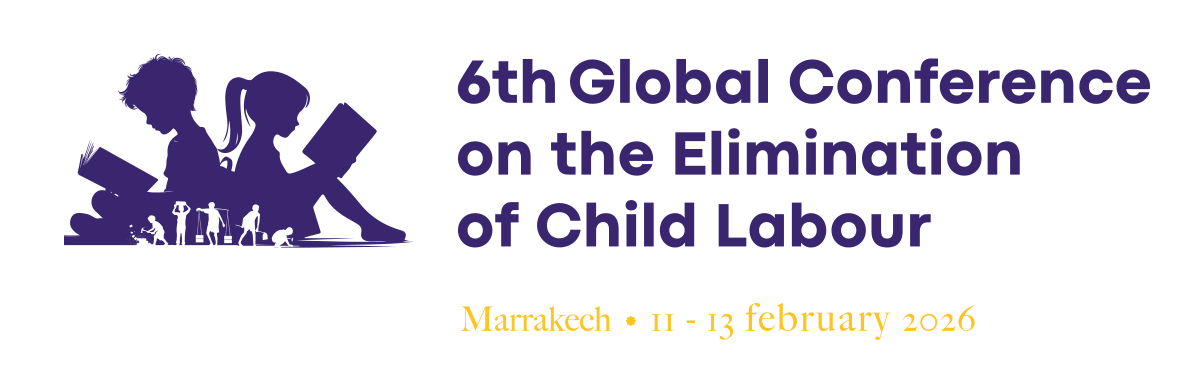 6th Global Conference
on the Elimination
of Child Labour
Marrakech • 11 - 13 february 2026